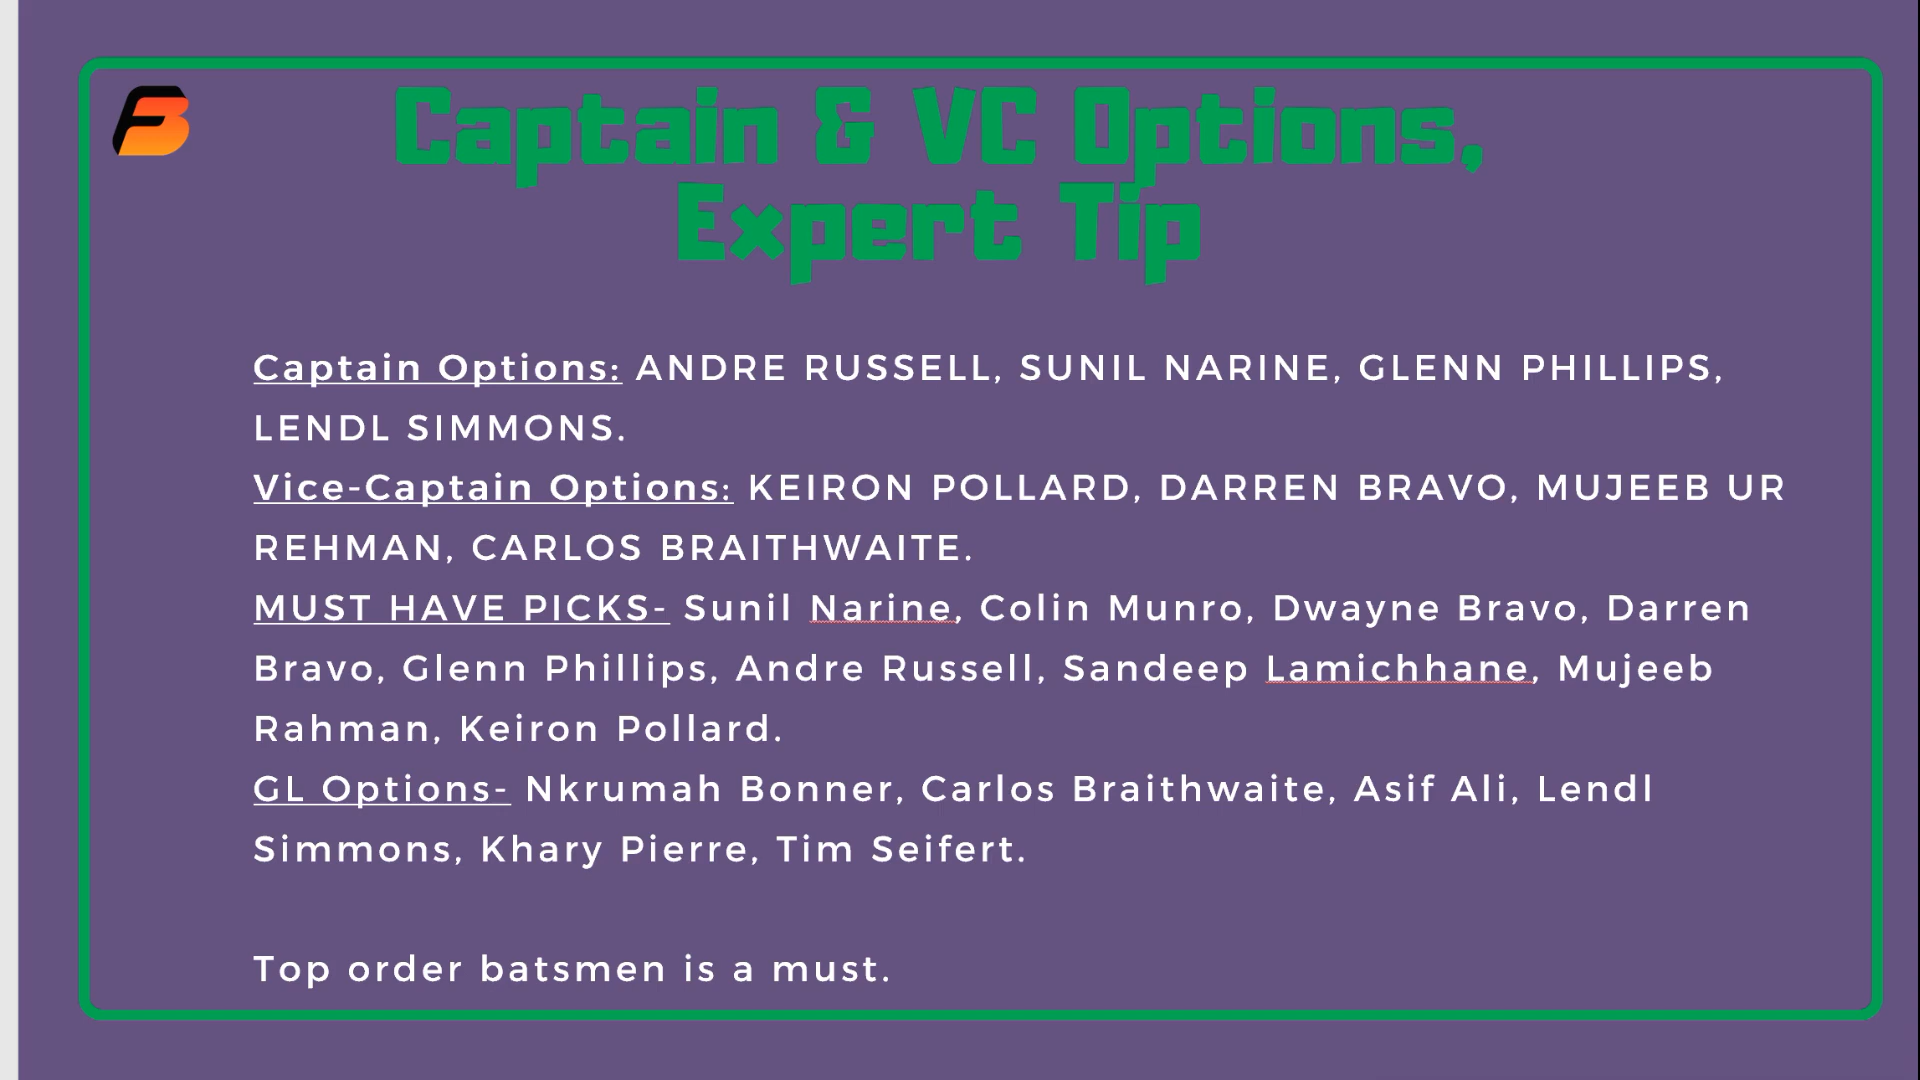 Captain & VC Options,
Expert Tip
Captain Options: ANDRE RUSSELL, SUNIL NARINE, GLENN PHILLIPS,
LENDL SIMMONS.
Vice-Captain Options: KEIRON POLLARD, DARREN BRAVO, MUJEEB UR
REHMAN, CARLOS BRAITHWAITE.
MUST HAVE PICKS- Sunil Narine, Colin Munro, Dwayne Bravo, Darren
Bravo, Glenn Phillips, Andre Russell, Sandeep Lamichhane, Mujeeb
Rahman, Keiron Pollard.
GL Options- Nkrumah Bonner, Carlos Braithwaite, Asif Ali, Lendl
Simmons, Khary Pierre, Tim Seifert.
Top order batsmen is a must.